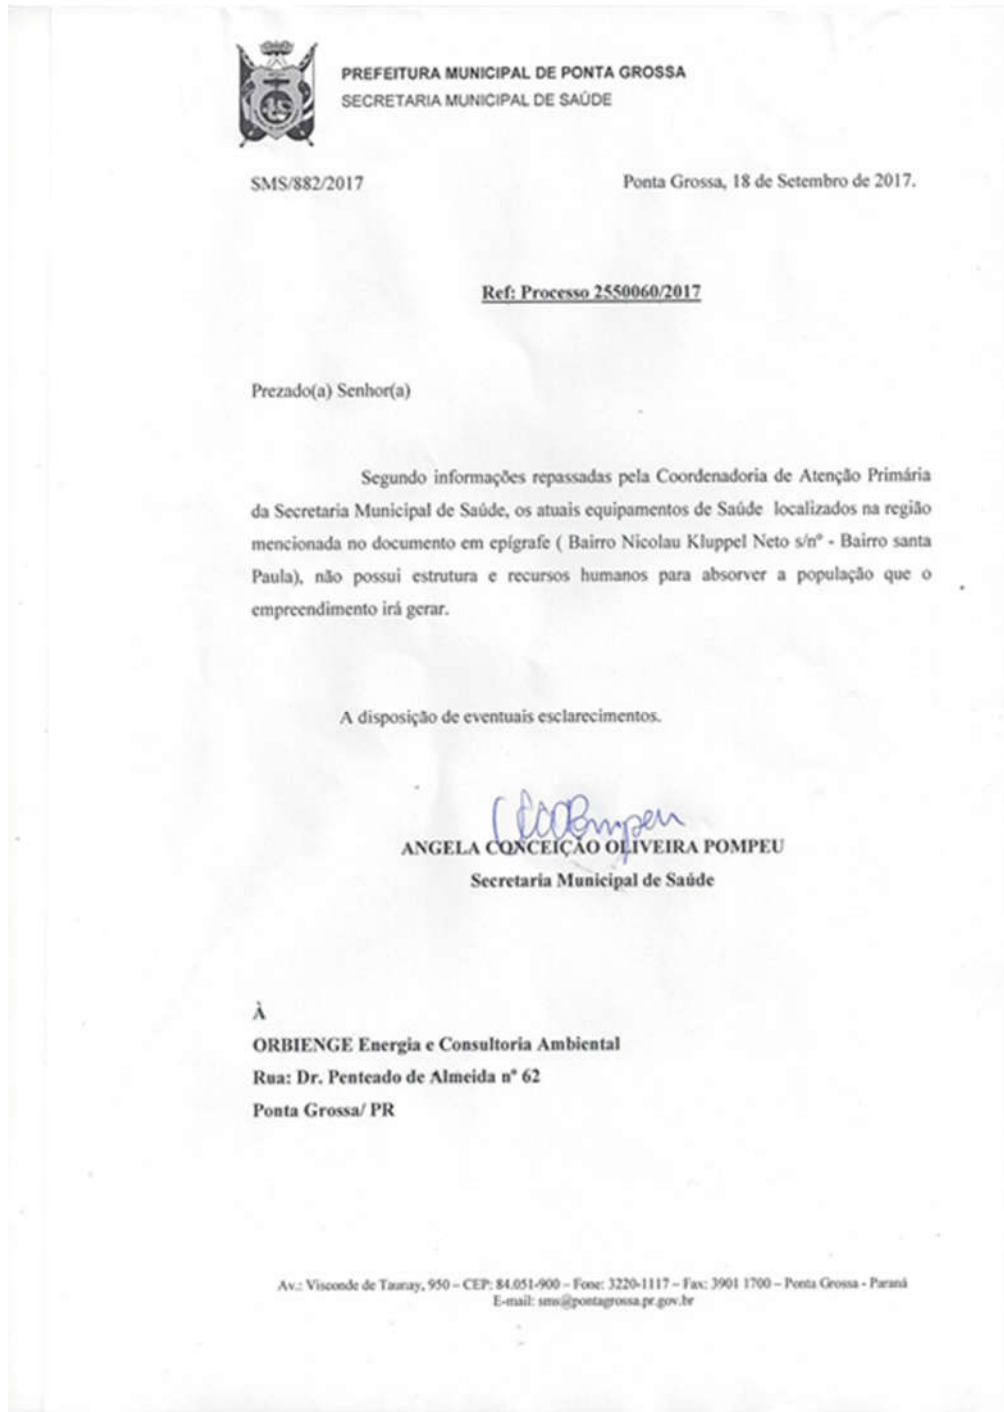 PREFEITURA MUNICIPAL DE PONTA GROSSA
SECRETARIA MUNICIPAL DE SAÚDE
SMS/882/2017
Ponta Grossa, 18 de Setembro de 2017.
Ref: Processo 2550060/2017
Prezado(a) Senhor(a)
Segundo informações repassadas pela Coordenadoria de Atenção Primária
da Secretaria Municipal de Saúde, os atuais equipamentos de Saúde localizados na região
mencionada no documento em epígrafe ( Bairro Nicolau Kluppel Neto s/nº - Bairro santa
Paula), não possui estrutura e recursos humanos para absorver a população que o
empreendimento irá gerar.
A disposição de eventuais esclarecimentos.
ANGELA CONCEIÇÃO OLIVEIRA POMPEU
Secretaria Municipal de Saúde
À
ORBIENGE Energia e Consultoria Ambiental
Rua: Dr. Penteado de Almeida nº 62
Ponta Grossa/ PR
Av.: Visconde de Taunay, 950 – CEP: 84.051-900 – Fone: 3220-1117 – Fax: 3901 1700 – Ponta Grossa - Paraná
E-mail: sms@pontagrossa.pr.gov.br